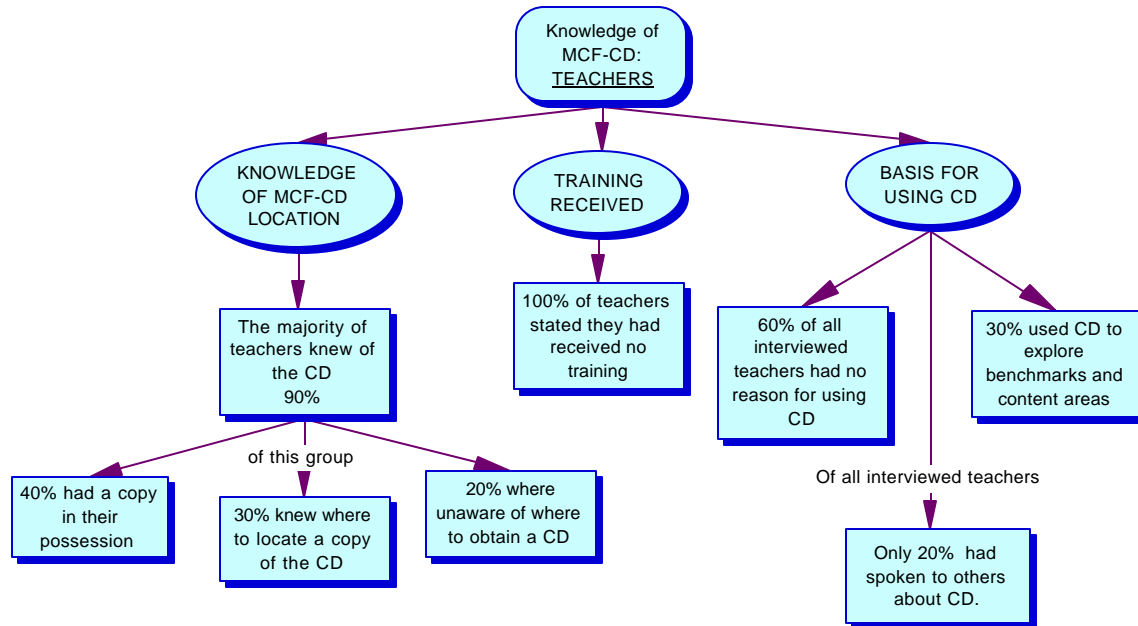 Knowledge of
MCF-CD:
TEACHERS
KNOWLEDGE
OF MCF-CD
LOCATION
TRAINING
RECEIVED
BASIS FOR
USING CD
The majority of
teachers knew of
the CD
90%
100% of teachers
stated they had
received no
training
60% of all
interviewed
teachers had no
reason for using
CD
30% used CD to
explore
benchmarks and
content areas
of this group
40% had a copy
in their
possession
30% knew where
to locate a copy
of the CD
20% where
unaware of where
to obtain a CD
Of all interviewed teachers
Only 20% had
spoken to others
about CD.